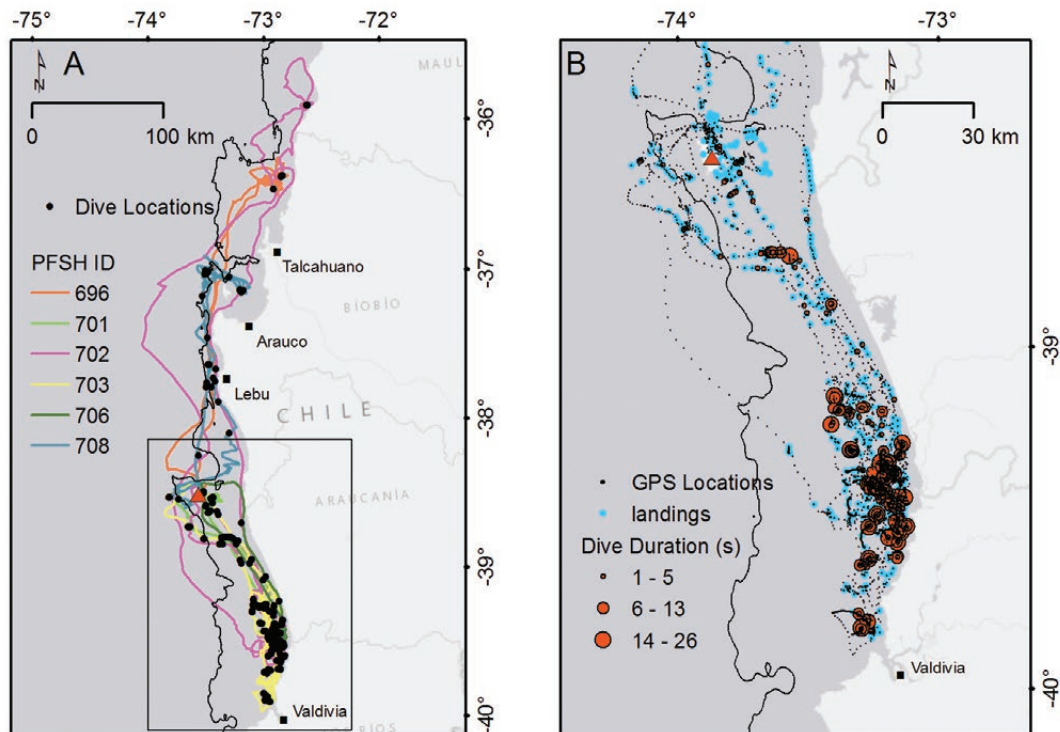 -75° -74° -73° -72°
A
N
0 100 km
MAUL
-36°
Dive Locations
PFSH ID
696
701
702
703
706
708
Talcahuano
-37°
BÍOBÍO
Arauco
Lebu
CHILE
-38°
ARAUCANÍA
-39°
Valdivia
-40°
-74° -73°
B
N
0 30 km
-39°
GPS Locations
landings
Dive Duration (s)
1 - 5
6 - 13
14 - 26
Valdivia
-40°